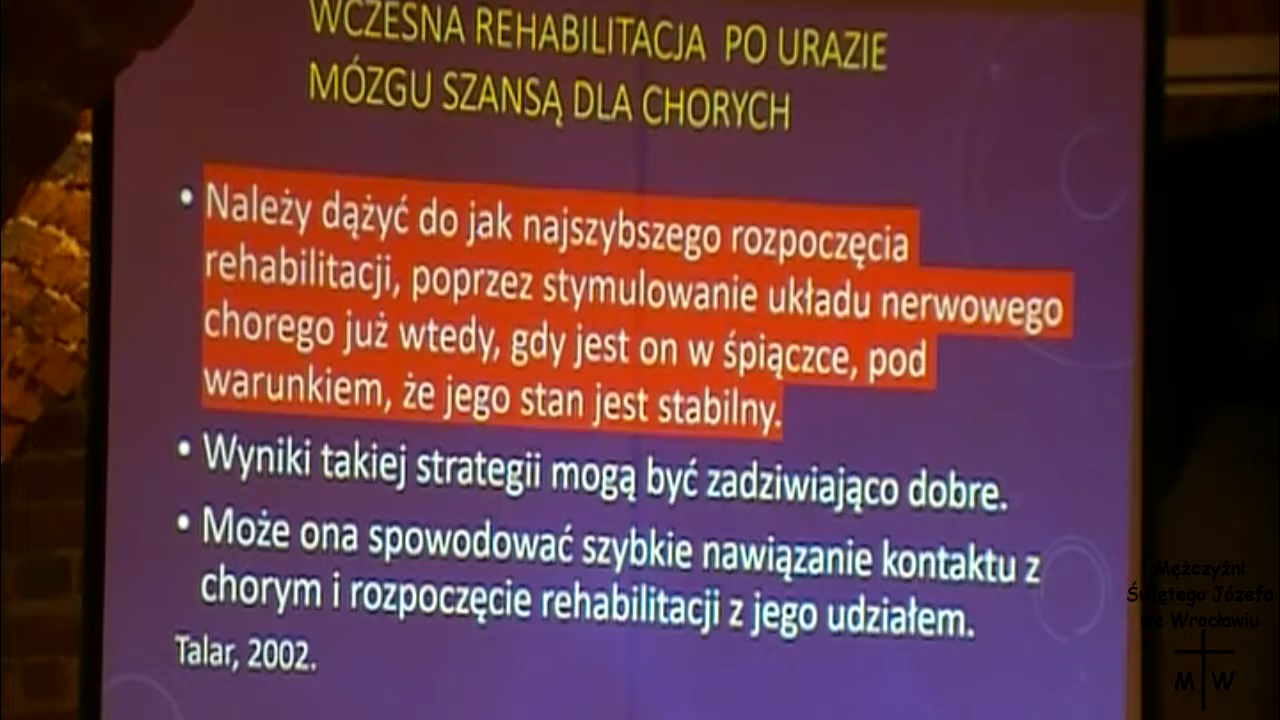 WCZESNA REHABILITACJA PO URAZIE
MÓZGU SZANSĄ DLA CHORYCH
• Należy dążyć do jak najszybszego rozpoczęcia
rehabilitacji, poprzez stymulowanie układu nerwowego
chorego już wtedy, gdy jest on w śpiączce, pod
warunkiem, że jego stan jest stabilny.
• Wyniki takiej strategii mogą być zadziwiająco dobre.
• Może ona spowodować szybkie nawiązanie kontaktu z
chorym i rozpoczęcie rehabilitacji z jego udziałem.
Talar, 2002.
Mężczyźni
Świętego Józefa
we Wrocławiu
M W